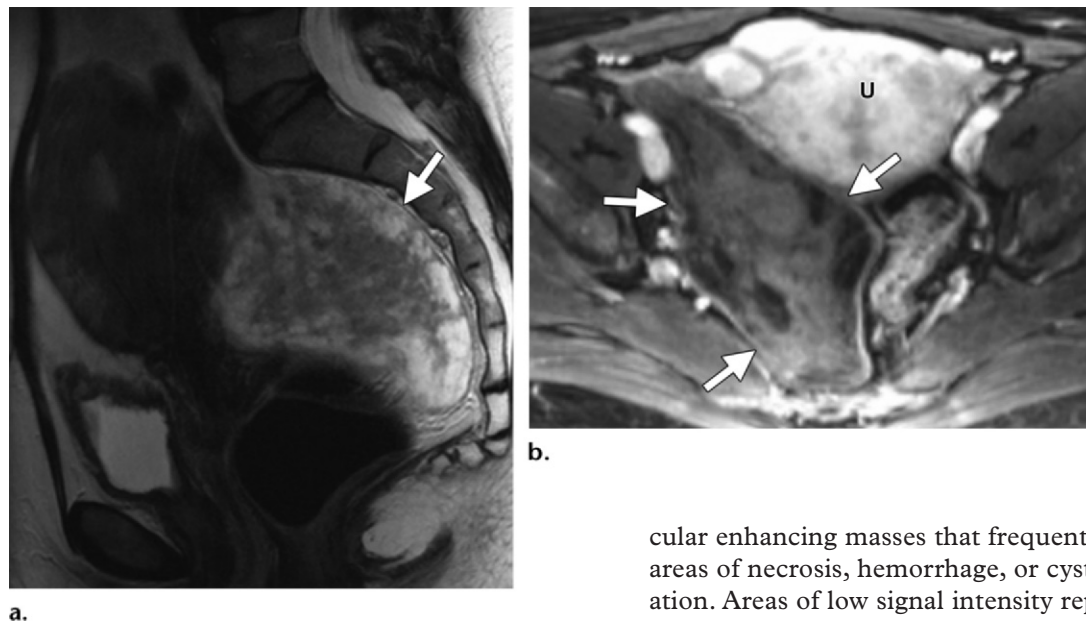 U
b.
cular enhancing masses that frequent
areas of necrosis, hemorrhage, or cyst
ation. Areas of low signal intensity rep
a.